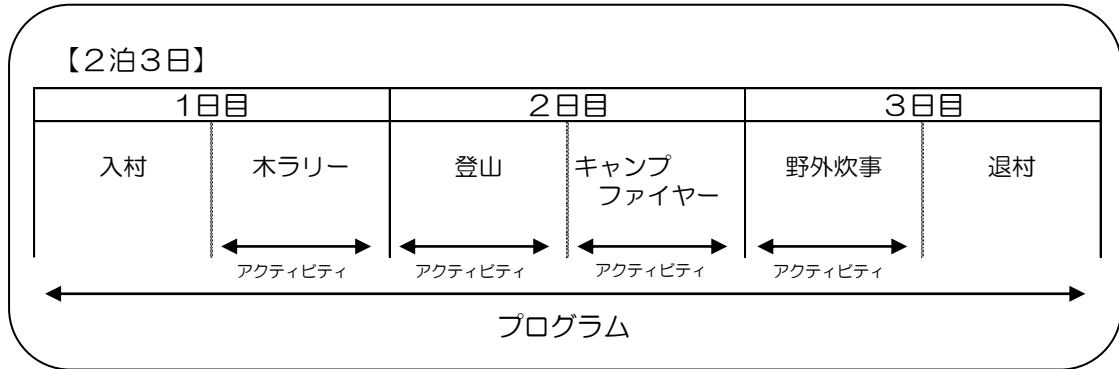 【２泊３日】
１日目 ２日目 ３日目
入村 木ラリー 登山 キャンプ 野外炊事 退村
ファイヤー
アクティビティ アクティビティ アクティビティ アクティビティ
プログラム